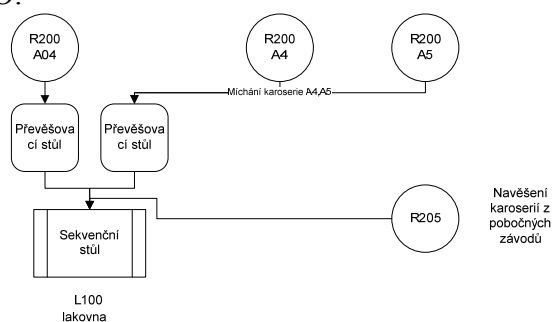 R200
A04
R200
A4
R200
A5
Míchání karoserie A4,A5
Převěšova
cí stůl
Převěšova
cí stůl
R205
Navěšení
karoserií z
pobočných
závodů
Sekvenční
stůl
L100
lakovna